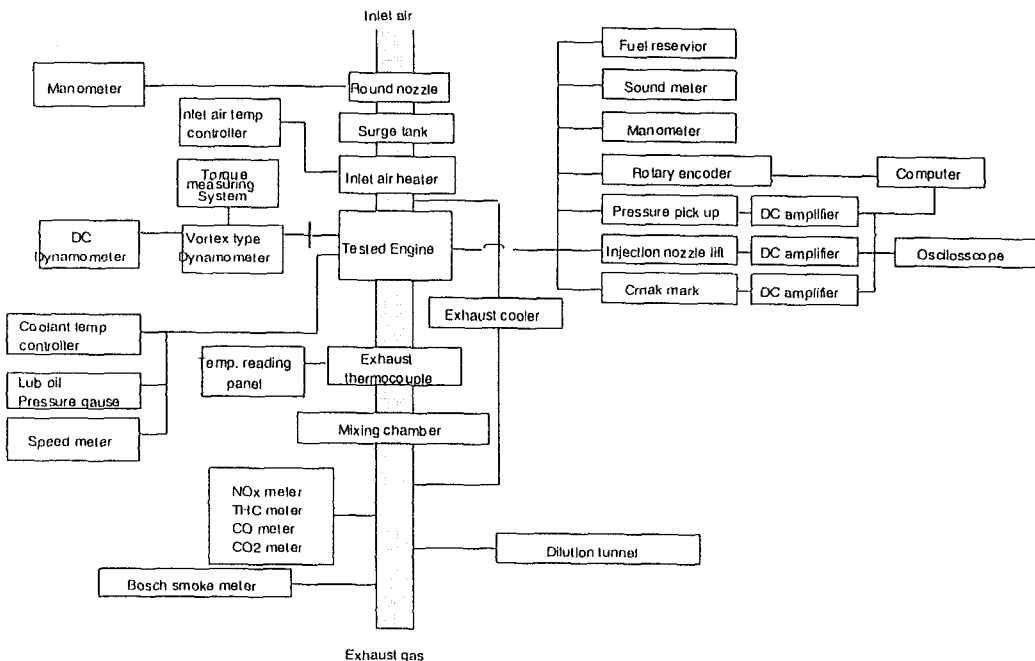 Inlet air
Fuel reservior
Manometer
Round nozzle
Sound meter
Inlet air temp
controller
Surge tank
Manometer
Torque
measuring
System
Inlet air heater
Rotary encoder
Computer
Pressure pick up
DC amplifier
DC
Dynamometer
Vortex type
Dynamometer
Tested Engine
Injection nozzle lift
DC amplifier
Oscilosscope
Crnak mark
DC amplifier
Exhaust cooler
Coolant temp
controller
Temp. reading
panel
Exhaust
thermocouple
Lub oil
Pressure gause
Mixing chamber
Speed meter
NOx meter
THC meter
CO meter
CO2 meter
Dilution tunnel
Bosch smoke meter
Exhaust gas